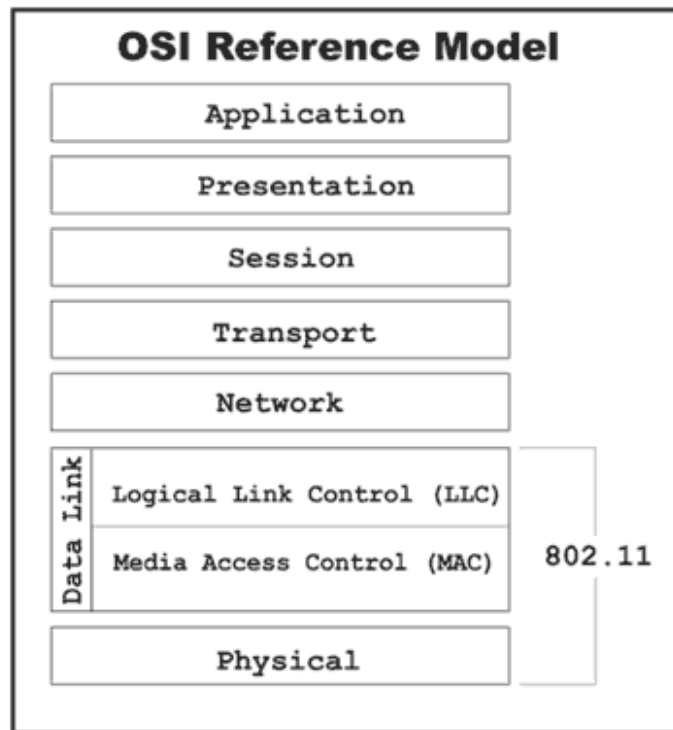 OSI Reference Model
Application
Presentation
Session
Transport
Network
Data Link
Logical Link Control (LLC)
Media Access Control (MAC)
802.11
Physical